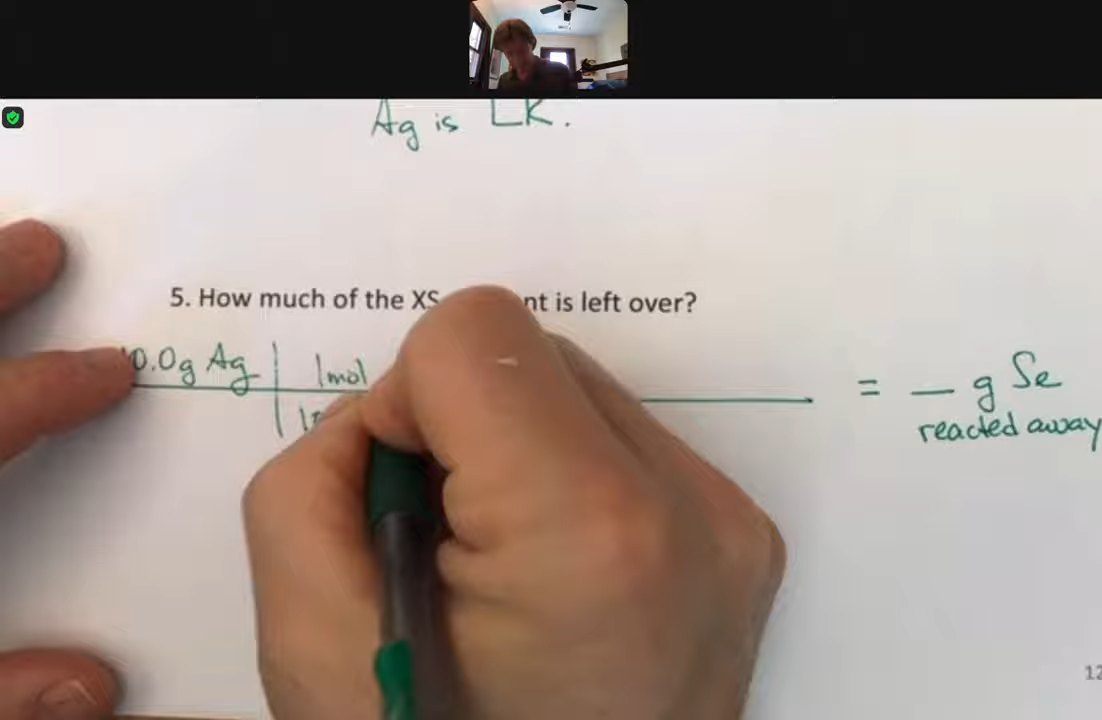 Ag is LR.
5. How much of the XS nt is left over?
0.0g Ag 1mol = _ g Se
reacted away
12